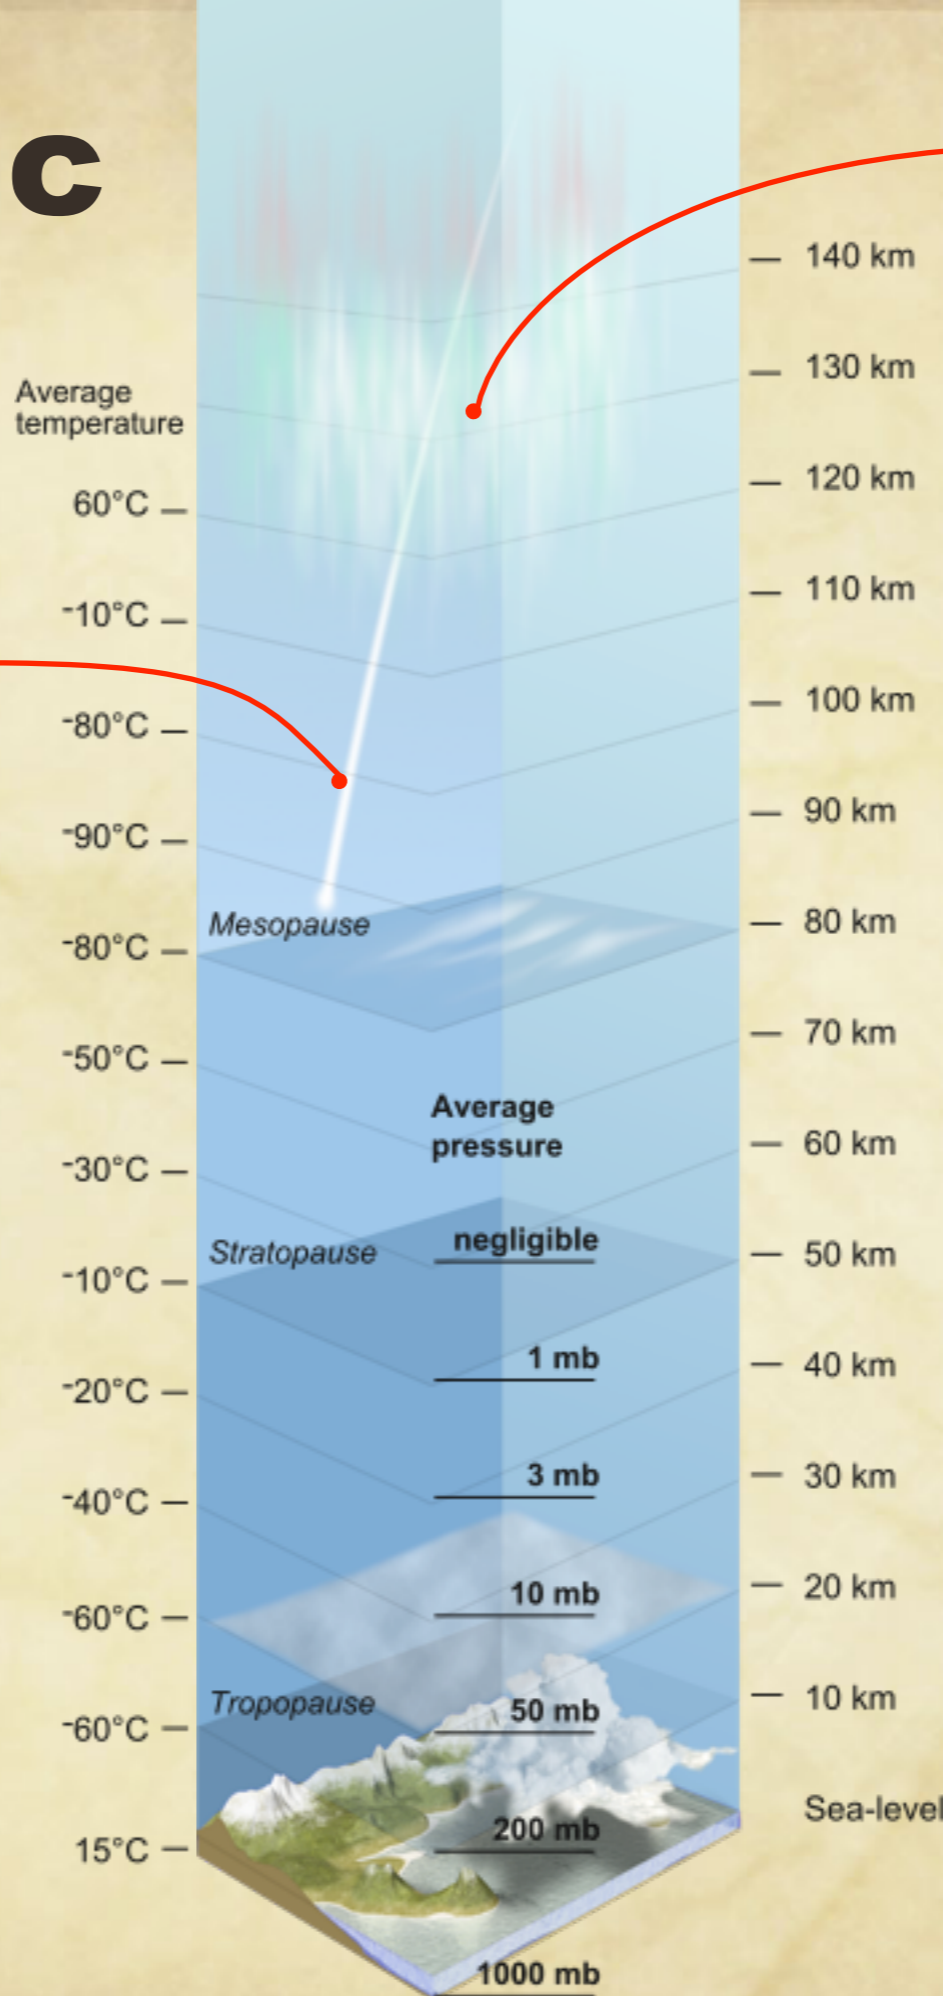 C
140 km
130 km
Average
temperature
120 km
60°C
110 km
-10°C
100 km
-80°C
90 km
-90°C
80 km
Mesopause
-80°C
70 km
-50°C
Average
pressure
60 km
-30°C
negligible
50 km
Stratopause
-10°C
1 mb
40 km
-20°C
3 mb
30 km
-40°C
10 mb
20 km
-60°C
Tropopause
50 mb
10 km
-60°C
Sea-level
200 mb
15°C
1000 mb